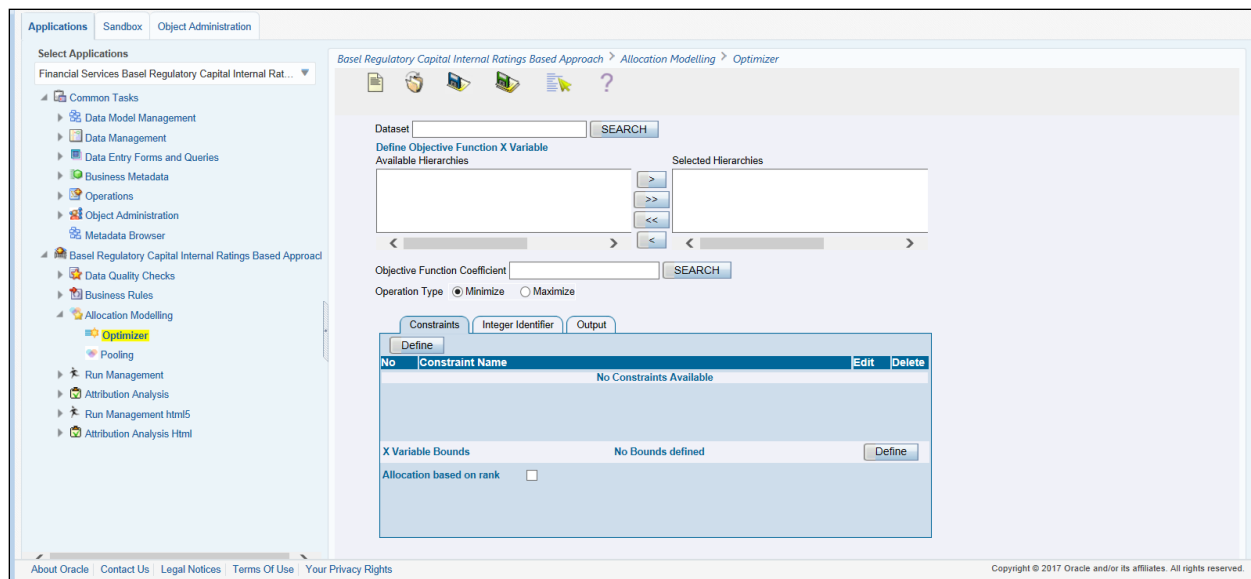 Applications Sandbox Object Administration
Select Applications
Financial Services Basel Regulatory Capital Internal Rat...
Common Tasks
Data Model Management
Data Management
Data Entry Forms and Queries
Business Metadata
Operations
Object Administration
Metadata Browser
Basel Regulatory Capital Internal Ratings Based Approacl
Data Quality Checks
Business Rules
Allocation Modelling
Optimizer
Pooling
Run Management
Attribution Analysis
Run Management html5
Attribution Analysis Html
Basel Regulatory Capital Internal Ratings Based Approach > Allocation Modelling > Optimizer
Dataset SEARCH
Define Objective Function X Variable
Available Hierarchies Selected Hierarchies
>
>>
<<
<
Objective Function Coefficient SEARCH
Operation Type Minimize Maximize
Constraints Integer Identifier Output
Define
No Constraint Name Edit Delete
No Constraints Available
X Variable Bounds No Bounds defined Define
Allocation based on rank
About Oracle Contact Us Legal Notices Terms Of Use Your Privacy Rights Copyright © 2017 Oracle and/or its affiliates. All rights reserved.